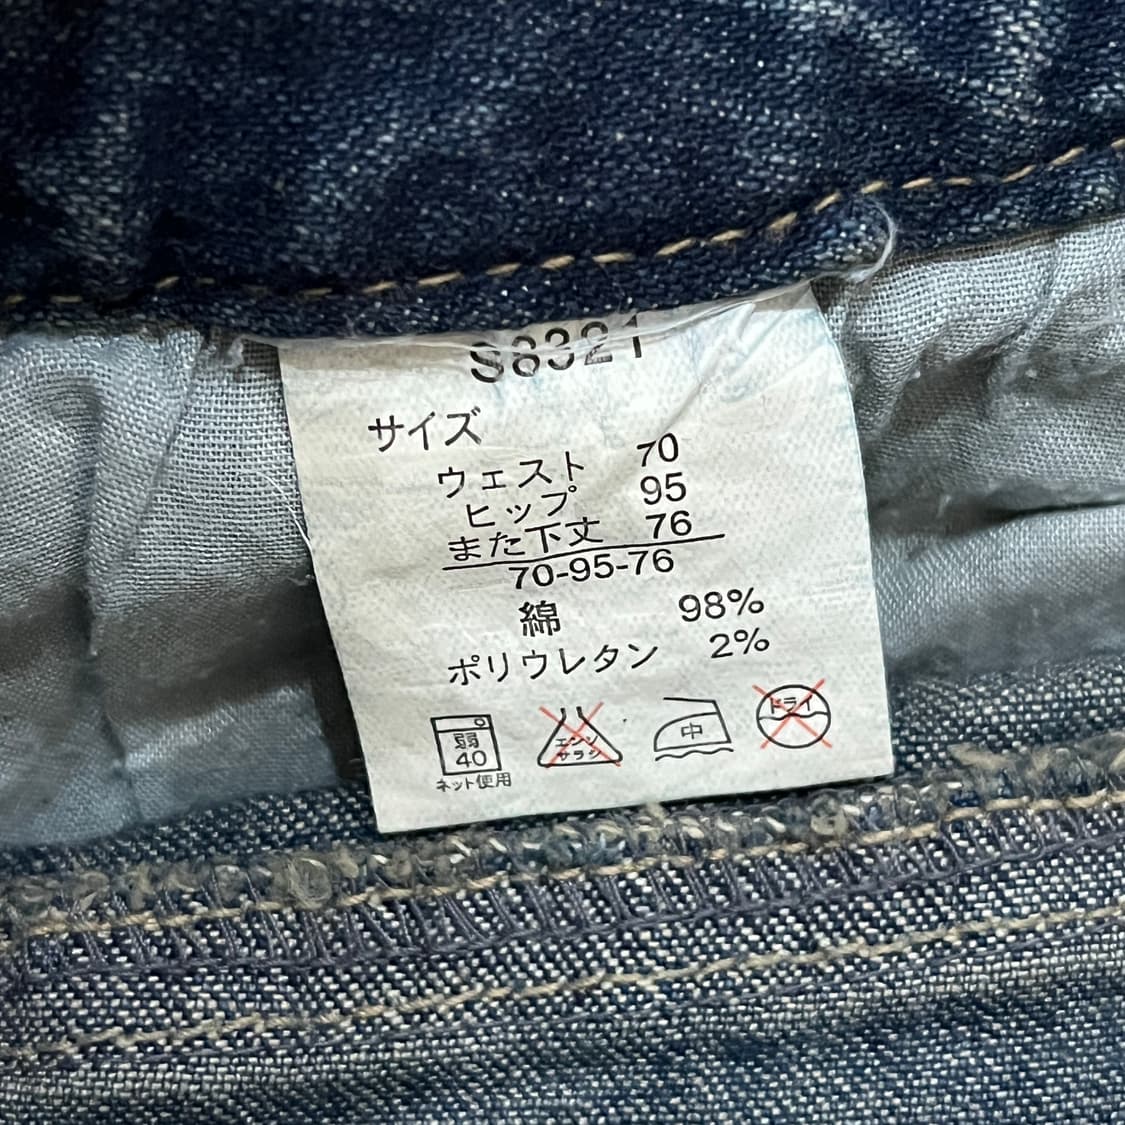 S8321
サイズ
ウェスト 70
ヒップ 95
また下丈 76
70-95-76
綿 98%
ポリウレタン 2%
弱
40
ネット使用
エンソ
サラシ
中
ドライ